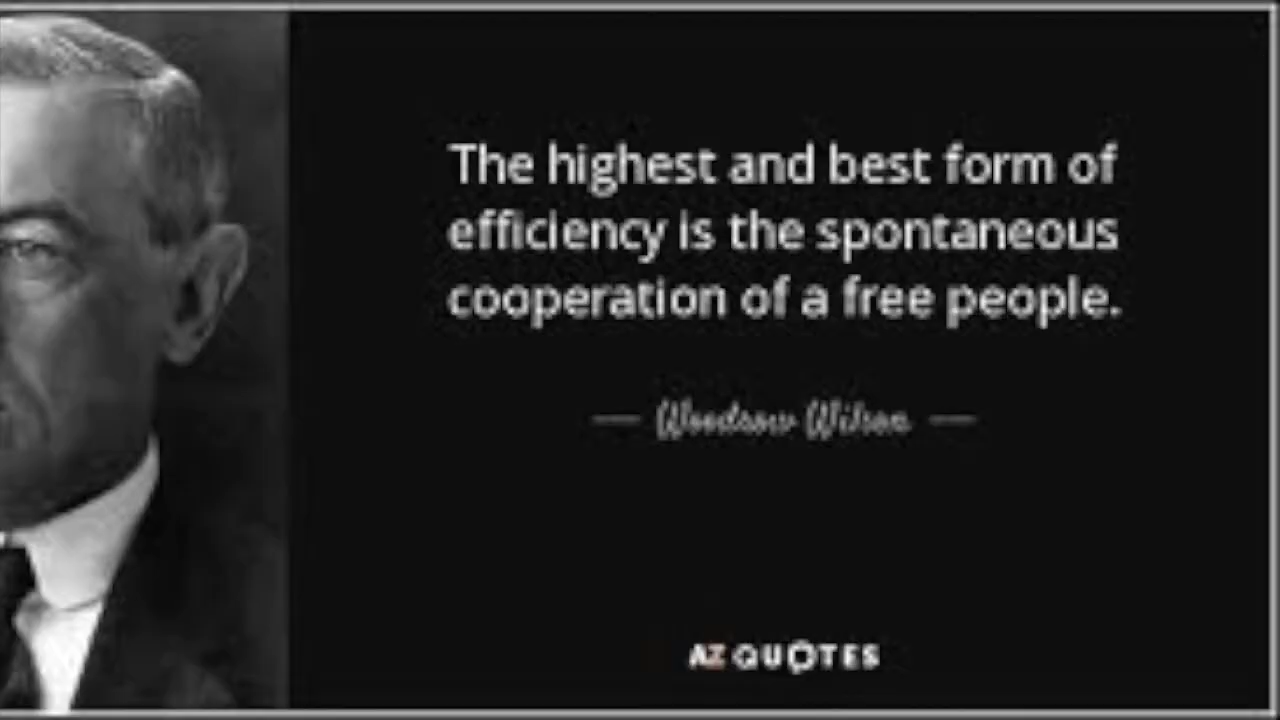 The highest and best form of
efficiency is the spontaneous
cooperation of a free people.
— Woodrow Wilson —
AZ QUOTES